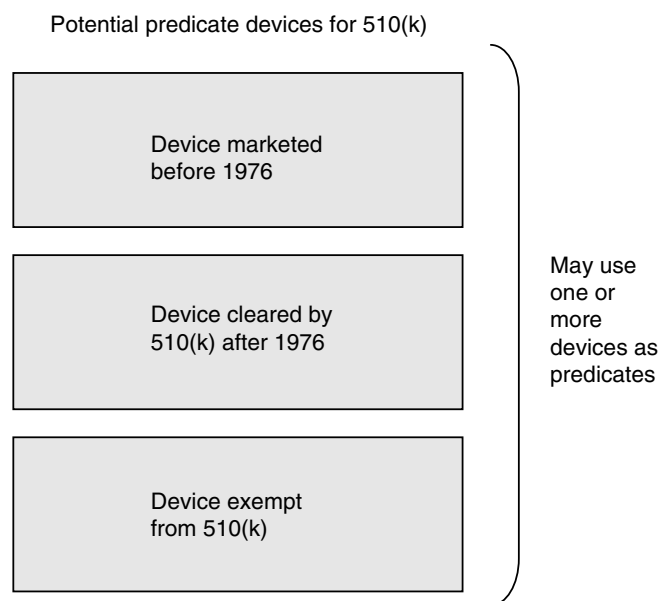 Potential predicate devices for 510(k)
Device marketed
before 1976
Device cleared by
510(k) after 1976
Device exempt
from 510(k)
May use
one or
more
devices as
predicates